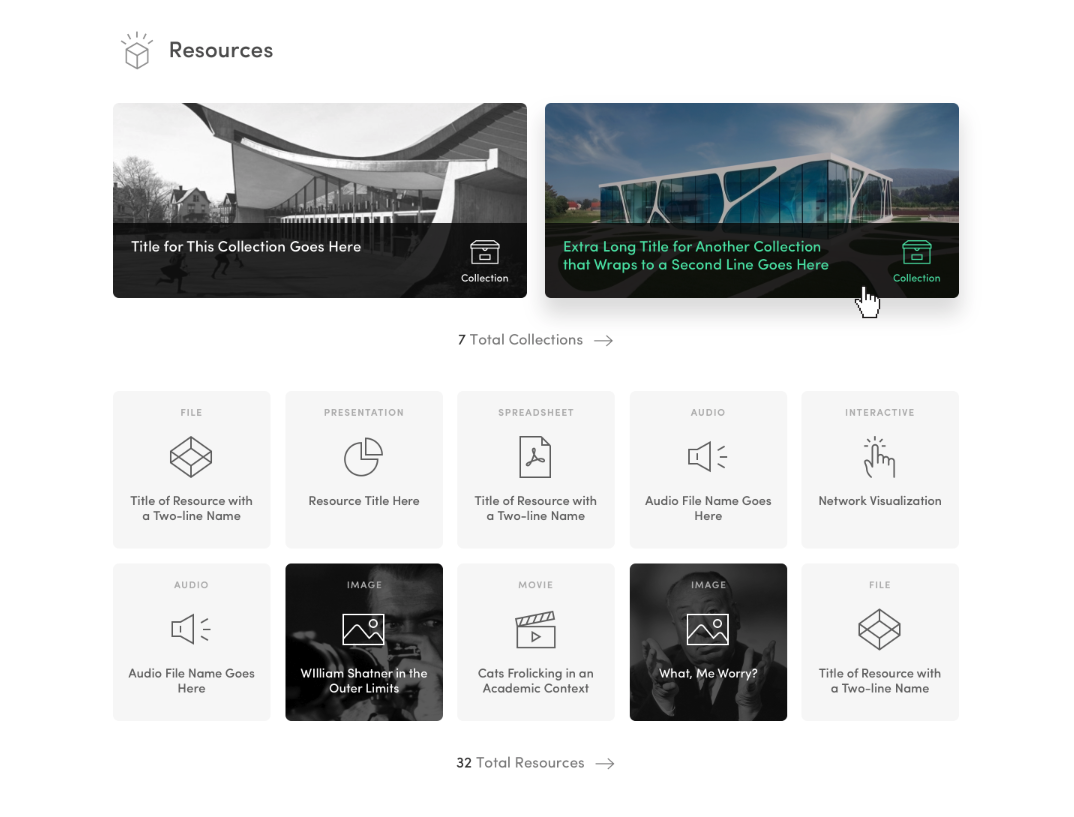 Resources
Title for This Collection Goes Here
Collection
Extra Long Title for Another Collection
that Wraps to a Second Line Goes Here
Collection
7 Total Collections
FILE
Title of Resource with
a Two-line Name
PRESENTATION
Resource Title Here
SPREADSHEET
Title of Resource with
a Two-line Name
AUDIO
Audio File Name Goes
Here
INTERACTIVE
Network Visualization
AUDIO
Audio File Name Goes
Here
IMAGE
WIlliam Shatner in the
Outer Limits
MOVIE
Cats Frolicking in an
Academic Context
IMAGE
What, Me Worry?
FILE
Title of Resource with
a Two-line Name
32 Total Resources